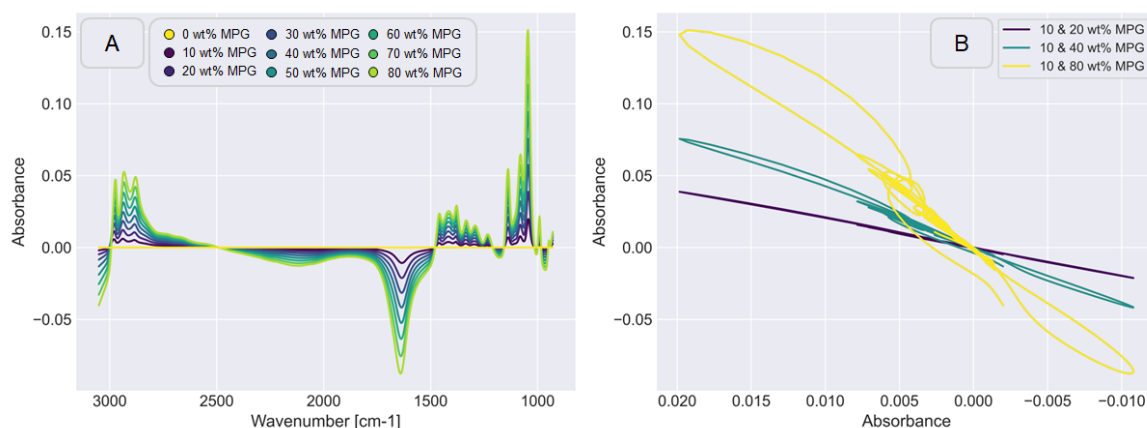 A
0 wt% MPG
30 wt% MPG
60 wt% MPG
10 wt% MPG
40 wt% MPG
70 wt% MPG
20 wt% MPG
50 wt% MPG
80 wt% MPG
0.15
0.10
0.05
0.00
−0.05
Absorbance
3000
2500
2000
1500
1000
Wavenumber [cm-1]
B
10 & 20 wt% MPG
10 & 40 wt% MPG
10 & 80 wt% MPG
0.15
0.10
0.05
0.00
−0.05
Absorbance
0.020
0.015
0.010
0.005
0.000
−0.005
−0.010
Absorbance